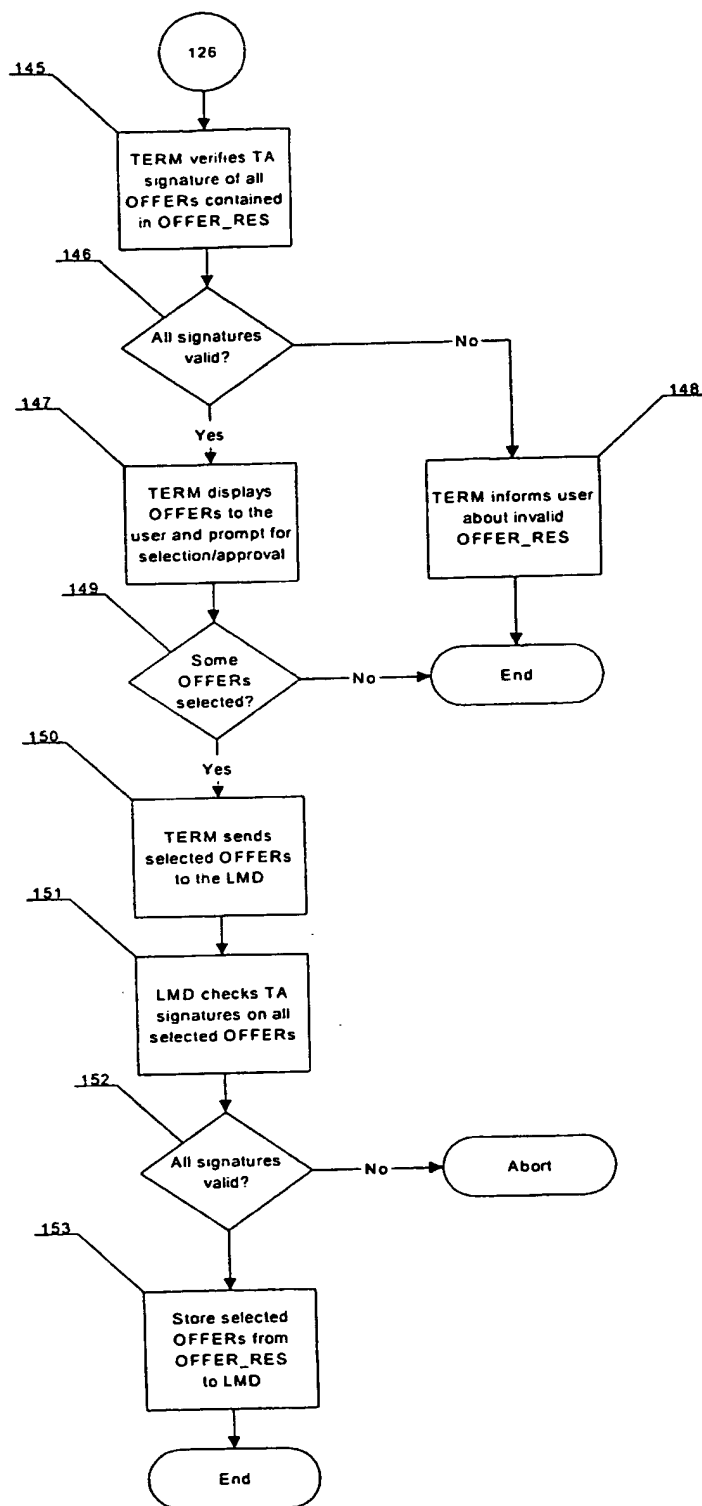 126
145
TERM verifies TA
signature of all
OFFERs contained
in OFFER_RES
146
All signatures
valid?
No
147
148
Yes
TERM displays
OFFERs to the
user and prompt for
selection/approval
TERM informs user
about invalid
OFFER_RES
149
Some
OFFERs
selected?
No
End
150
Yes
TERM sends
selected OFFERs
to the LMD
151
LMD checks TA
signatures on all
selected OFFERs
152
All signatures
valid?
No
Abort
153
Store selected
OFFERs from
OFFER_RES
to LMD
End